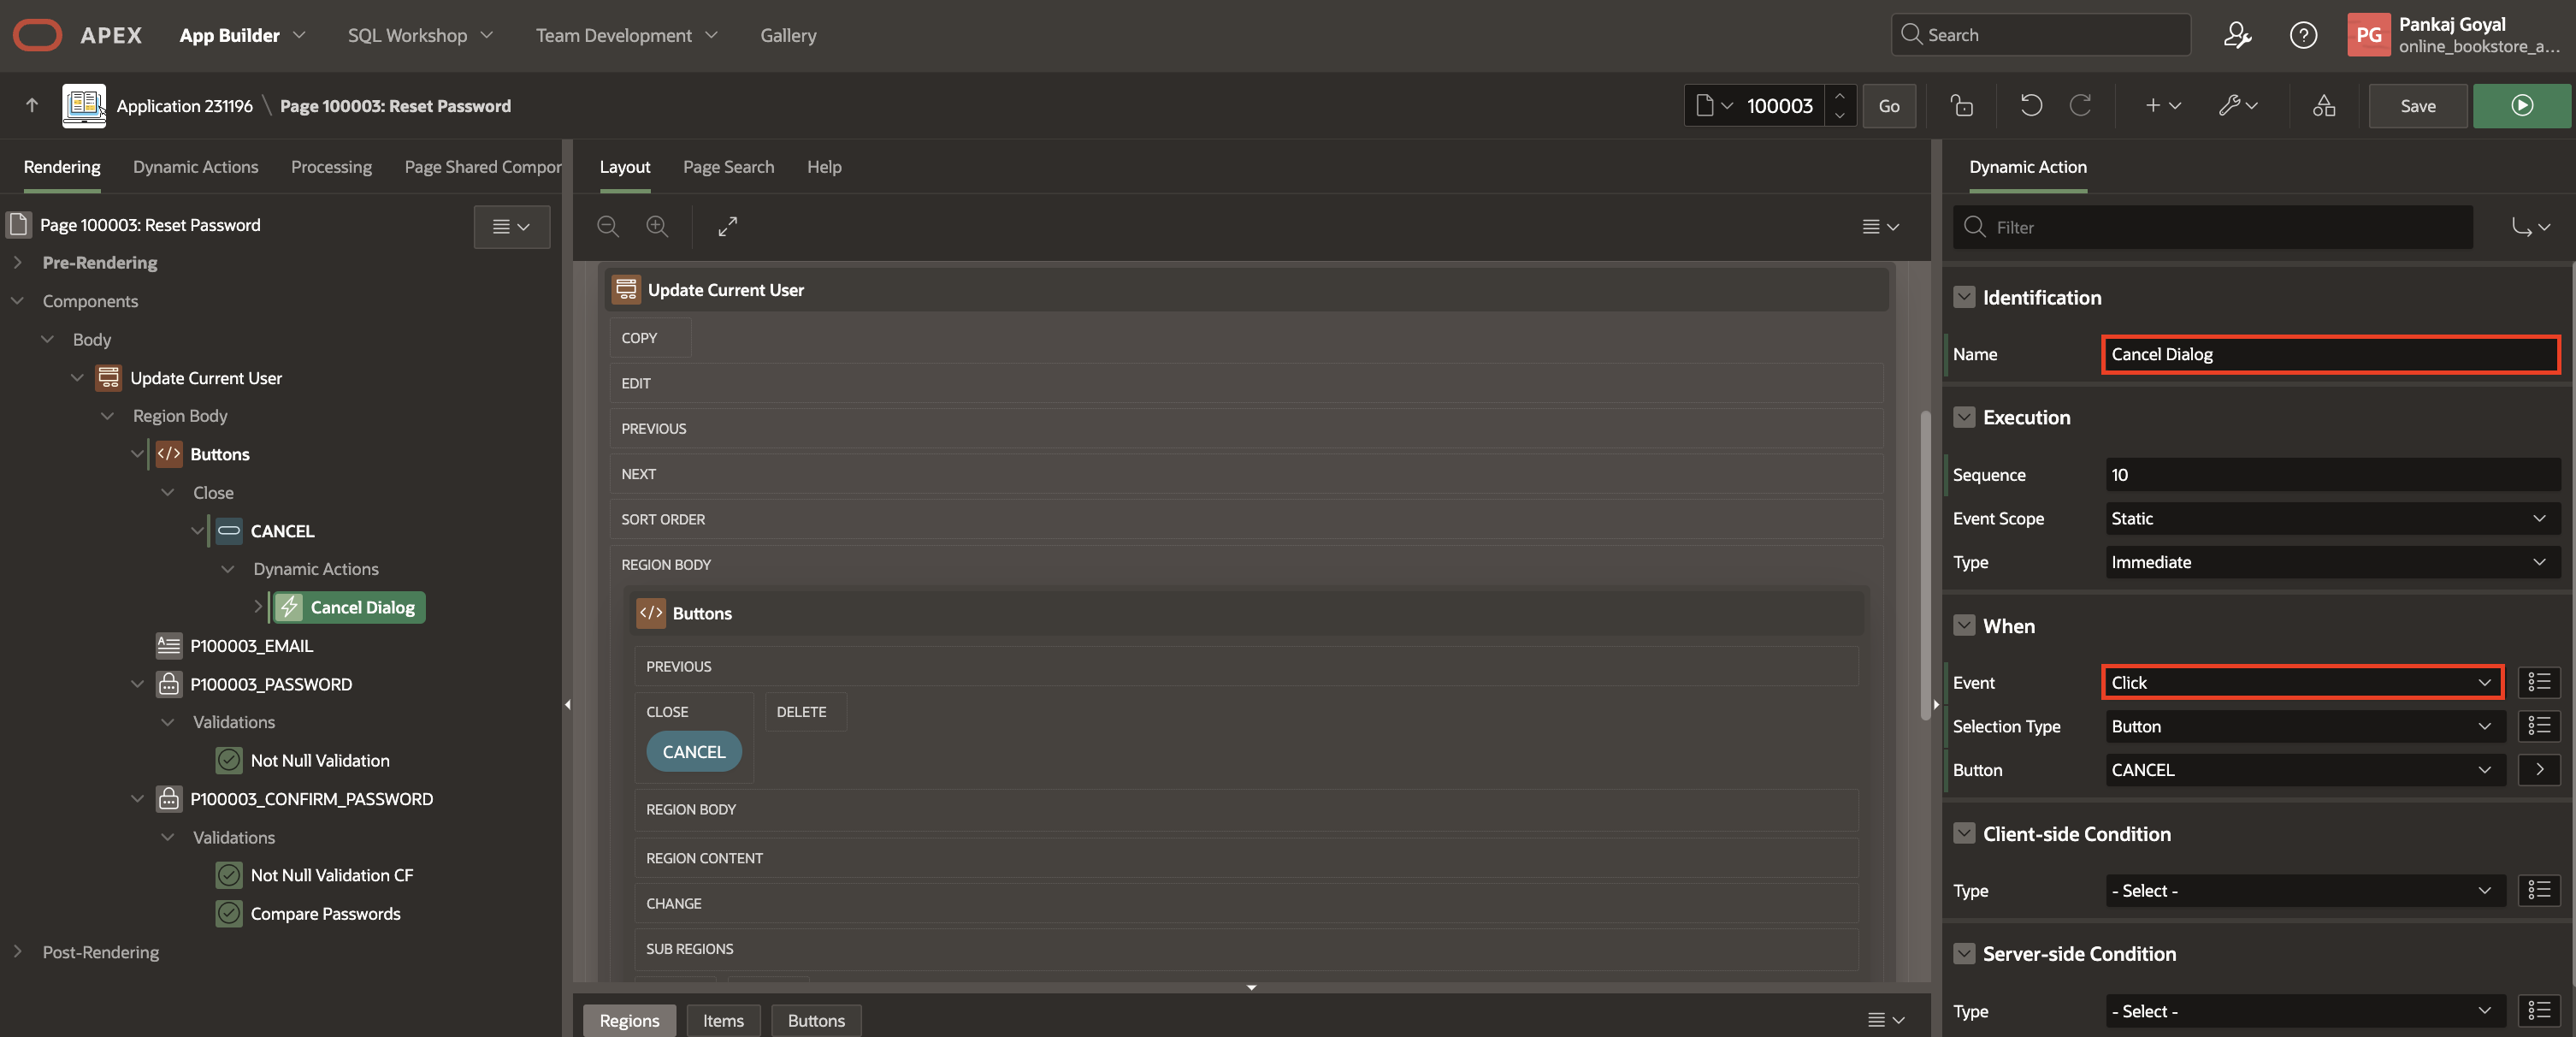 APEX App Builder SQL Workshop Team Development Gallery Search PG Pankaj Goyal
online_bookstore_a...
Application 231196 \ Page 100003: Reset Password 100003 Go Save
Rendering Dynamic Actions Processing Page Shared Compor
Page 100003: Reset Password
Pre-Rendering
Components
Body
Update Current User
Region Body
Buttons
Close
CANCEL
Dynamic Actions
Cancel Dialog
P100003_EMAIL
P100003_PASSWORD
Validations
Not Null Validation
P100003_CONFIRM_PASSWORD
Validations
Not Null Validation CF
Compare Passwords
Post-Rendering
Layout Page Search Help
Update Current User
COPY
EDIT
PREVIOUS
NEXT
SORT ORDER
REGION BODY
Buttons
PREVIOUS
CLOSE DELETE
CANCEL
REGION BODY
REGION CONTENT
CHANGE
SUB REGIONS
Regions Items Buttons
Dynamic Action
Filter
Identification
Name Cancel Dialog
Execution
Sequence 10
Event Scope Static
Type Immediate
When
Event Click
Selection Type Button
Button CANCEL
Client-side Condition
Type - Select -
Server-side Condition
Type - Select -